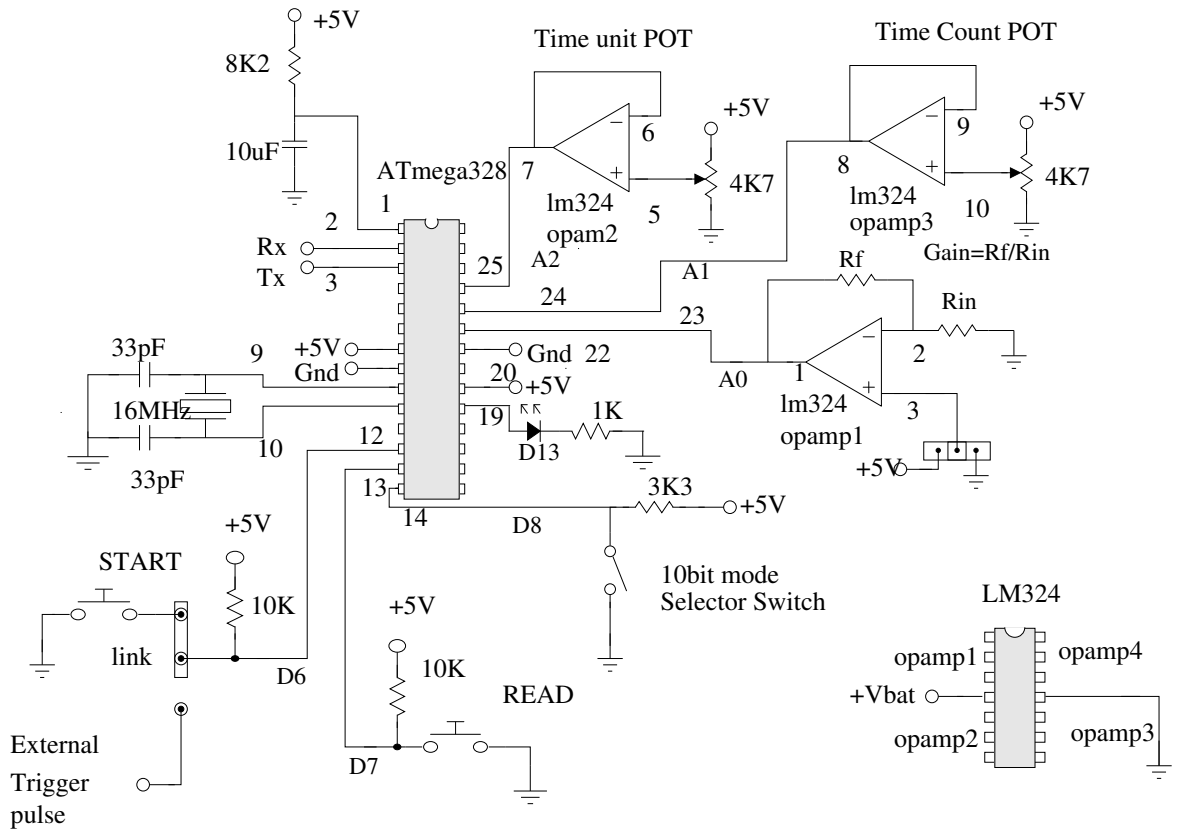 +5V
8K2
10uF
Time unit POT
Time Count POT
+5V
+5V
−
6
+
7
5
4K7
lm324
opam2
−
9
+
8
10
4K7
lm324
opamp3
ATmega328
1
2
Rx
Tx
3
25
A2
24
A1
23
Gain=Rf/Rin
Rf
Rin
−
2
+
1
3
A0
lm324
opamp1
+5V
33pF
9
+5V
Gnd
Gnd
22
20
+5V
16MHz
10
33pF
12
19
D13
1K
13
14
D8
3K3
+5V
10bit mode
Selector Switch
+5V
START
10K
link
D6
+5V
10K
READ
D7
External
Trigger
pulse
LM324
opamp1
opamp4
+Vbat
opamp2
opamp3